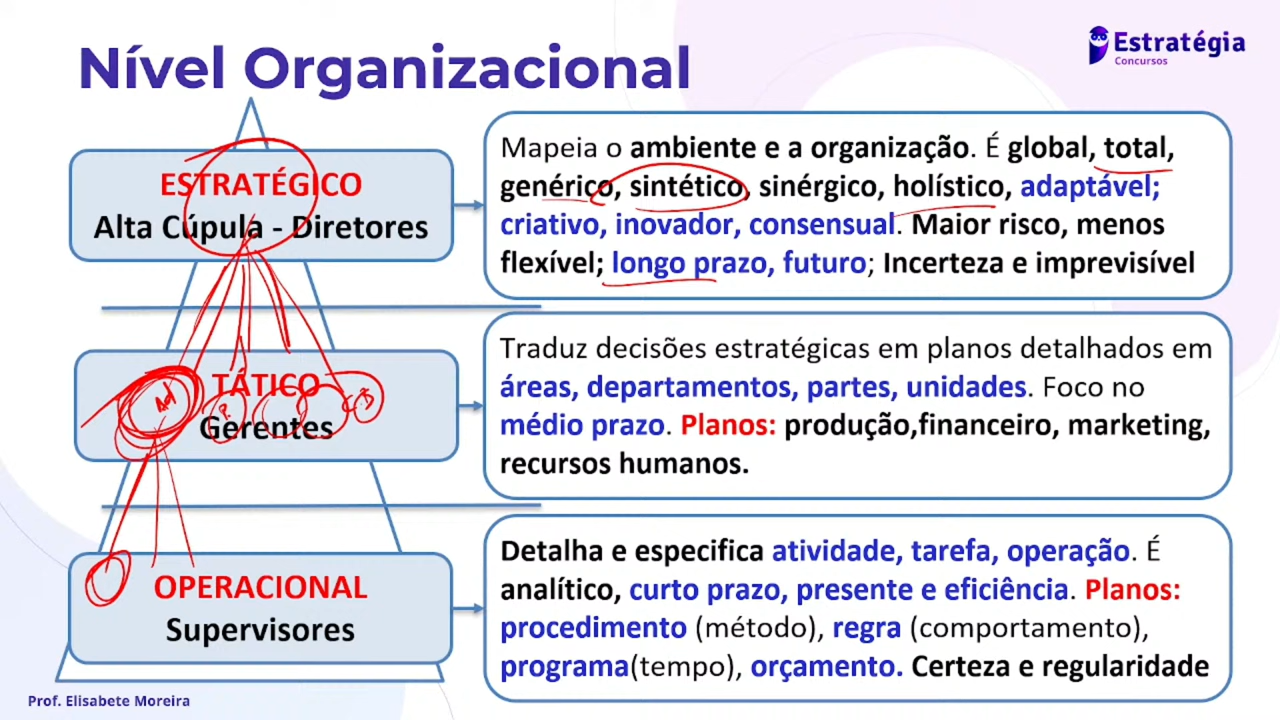 Nível Organizacional
Estratégia
Concursos
ESTRATÉGICO
Alta Cúpula - Diretores
Mapeia o ambiente e a organização. É global, total,
genérico, sintético, sinérgico, holístico, adaptável;
criativo, inovador, consensual. Maior risco, menos
flexível; longo prazo, futuro; Incerteza e imprevisível
TÁTICO
Gerentes
Traduz decisões estratégicas em planos detalhados em
áreas, departamentos, partes, unidades. Foco no
médio prazo. Planos: produção,financeiro, marketing,
recursos humanos.
OPERACIONAL
Supervisores
Detalha e especifica atividade, tarefa, operação. É
analítico, curto prazo, presente e eficiência. Planos:
procedimento (método), regra (comportamento),
programa(tempo), orçamento. Certeza e regularidade
Prof. Elisabete Moreira